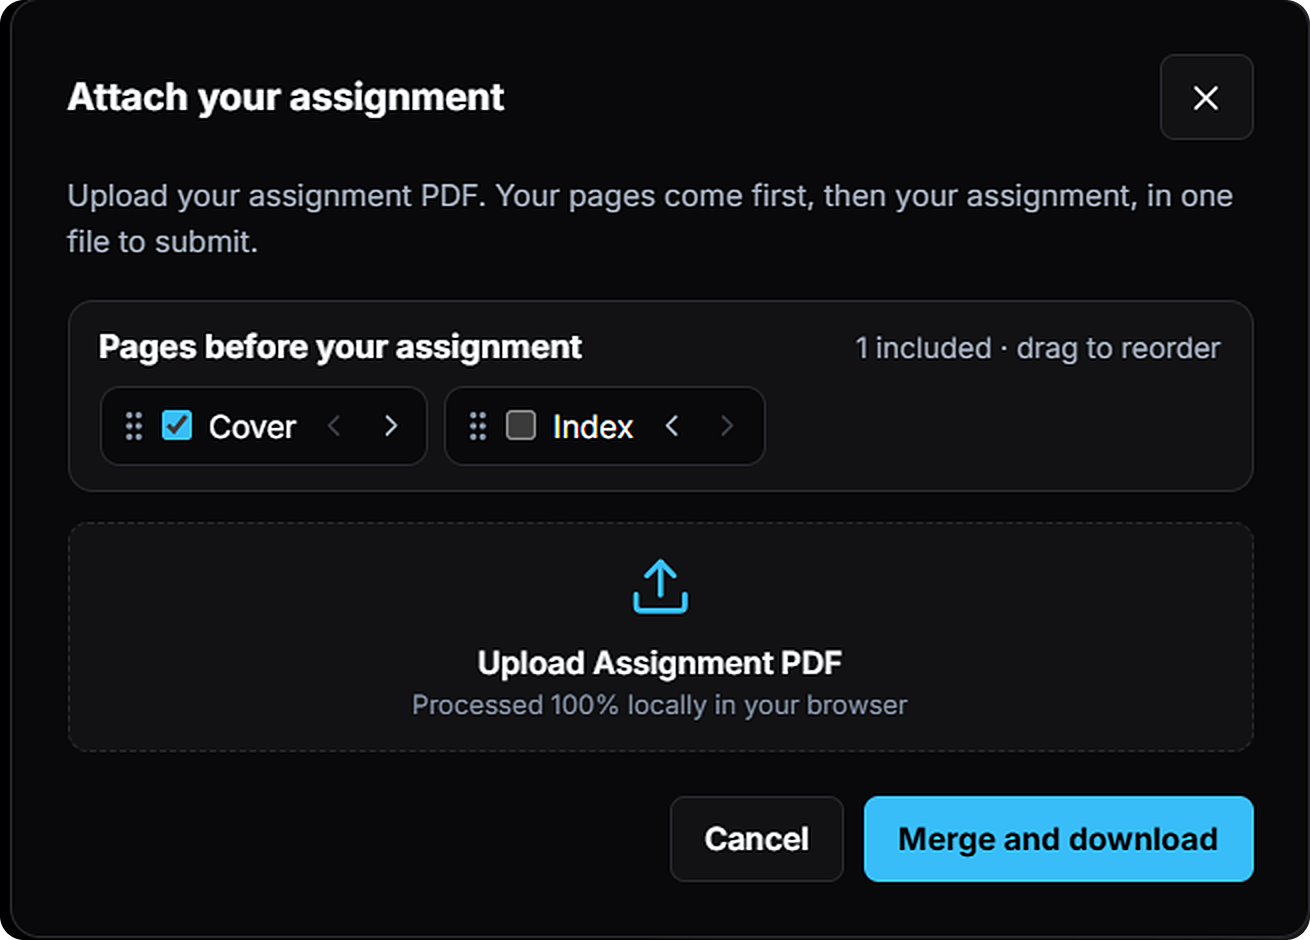 Attach your assignment
Upload your assignment PDF. Your pages come first, then your assignment, in one
file to submit.
Pages before your assignment
1 included · drag to reorder
Cover
Index
Upload Assignment PDF
Processed 100% locally in your browser
Cancel
Merge and download